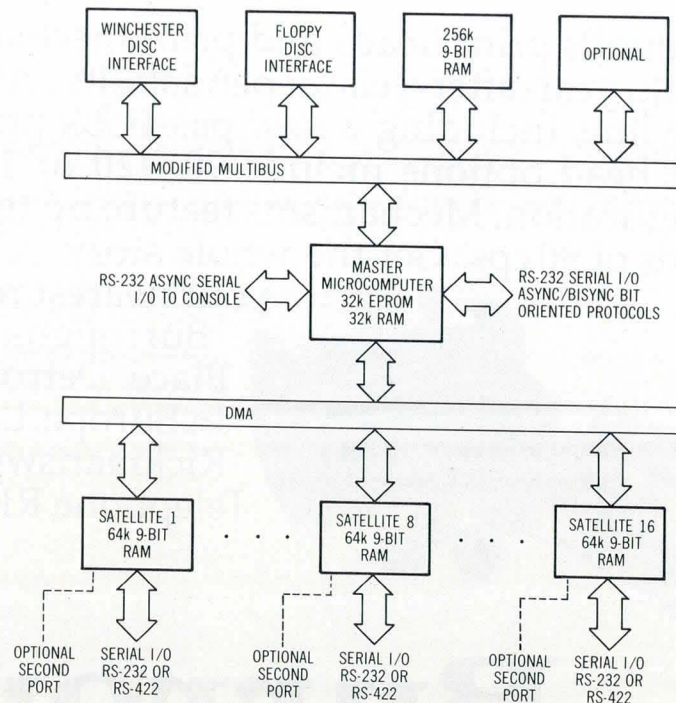 WINCHESTER
DISC
INTERFACE
FLOPPY
DISC
INTERFACE
256k
9-BIT
RAM
OPTIONAL
MODIFIED MULTIBUS
RS-232 ASYNC SERIAL
I/O TO CONSOLE
MASTER
MICROCOMPUTER
32k EPROM
32k RAM
RS-232 SERIAL I/O
ASYNC/BISYNC BIT
ORIENTED PROTOCOLS
DMA
SATELLITE 1
64k 9-BIT
RAM
. . .
SATELLITE 8
64k 9-BIT
RAM
. . .
SATELLITE 16
64k 9-BIT
RAM
OPTIONAL
SECOND
PORT
SERIAL I/O
RS-232 OR
RS-422
OPTIONAL
SECOND
PORT
SERIAL I/O
RS-232 OR
RS-422
OPTIONAL
SECOND
PORT
SERIAL I/O
RS-232 OR
RS-422